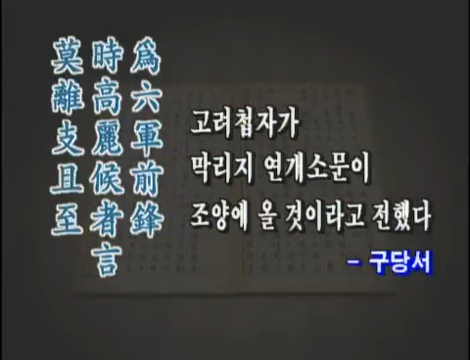 爲六軍前鋒
時高麗候者言
莫離支且至
고려첩자가
막리지 연개소문이
조양에 올 것이라고 전했다
- 구당서